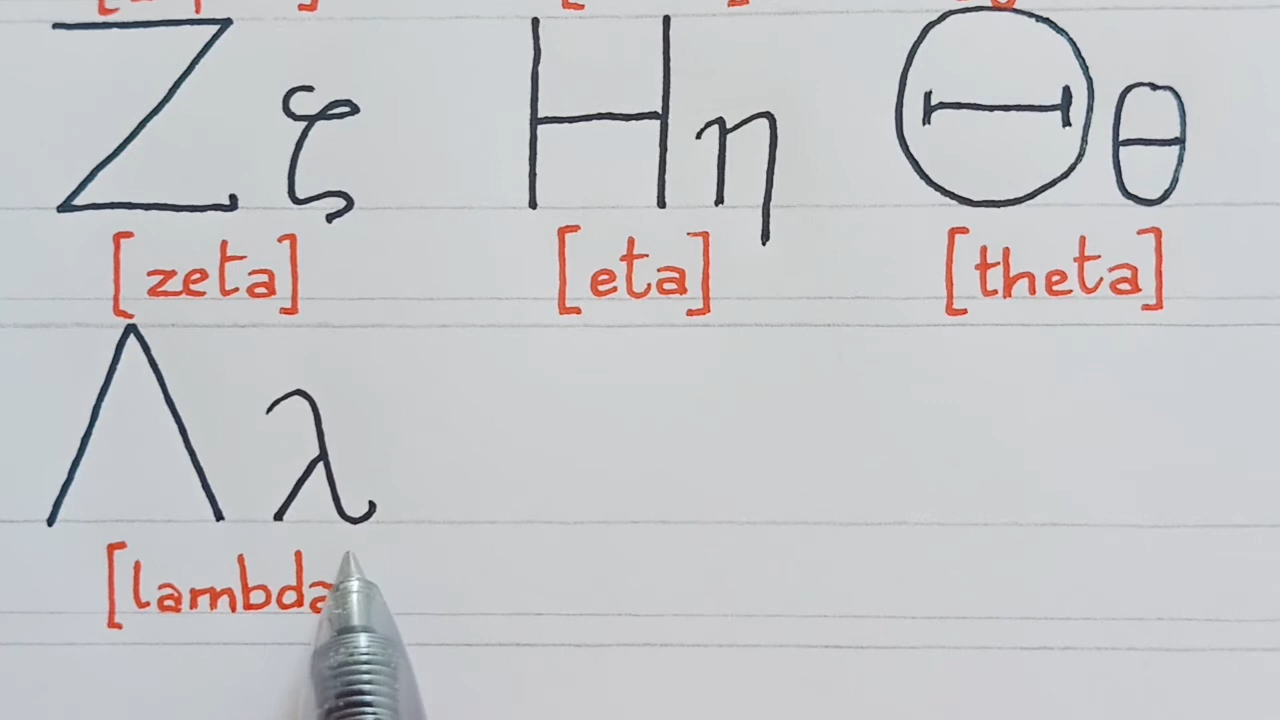 Ζ ζ Η η Θ θ
[zeta] [eta] [theta]
Λ λ
[lambda